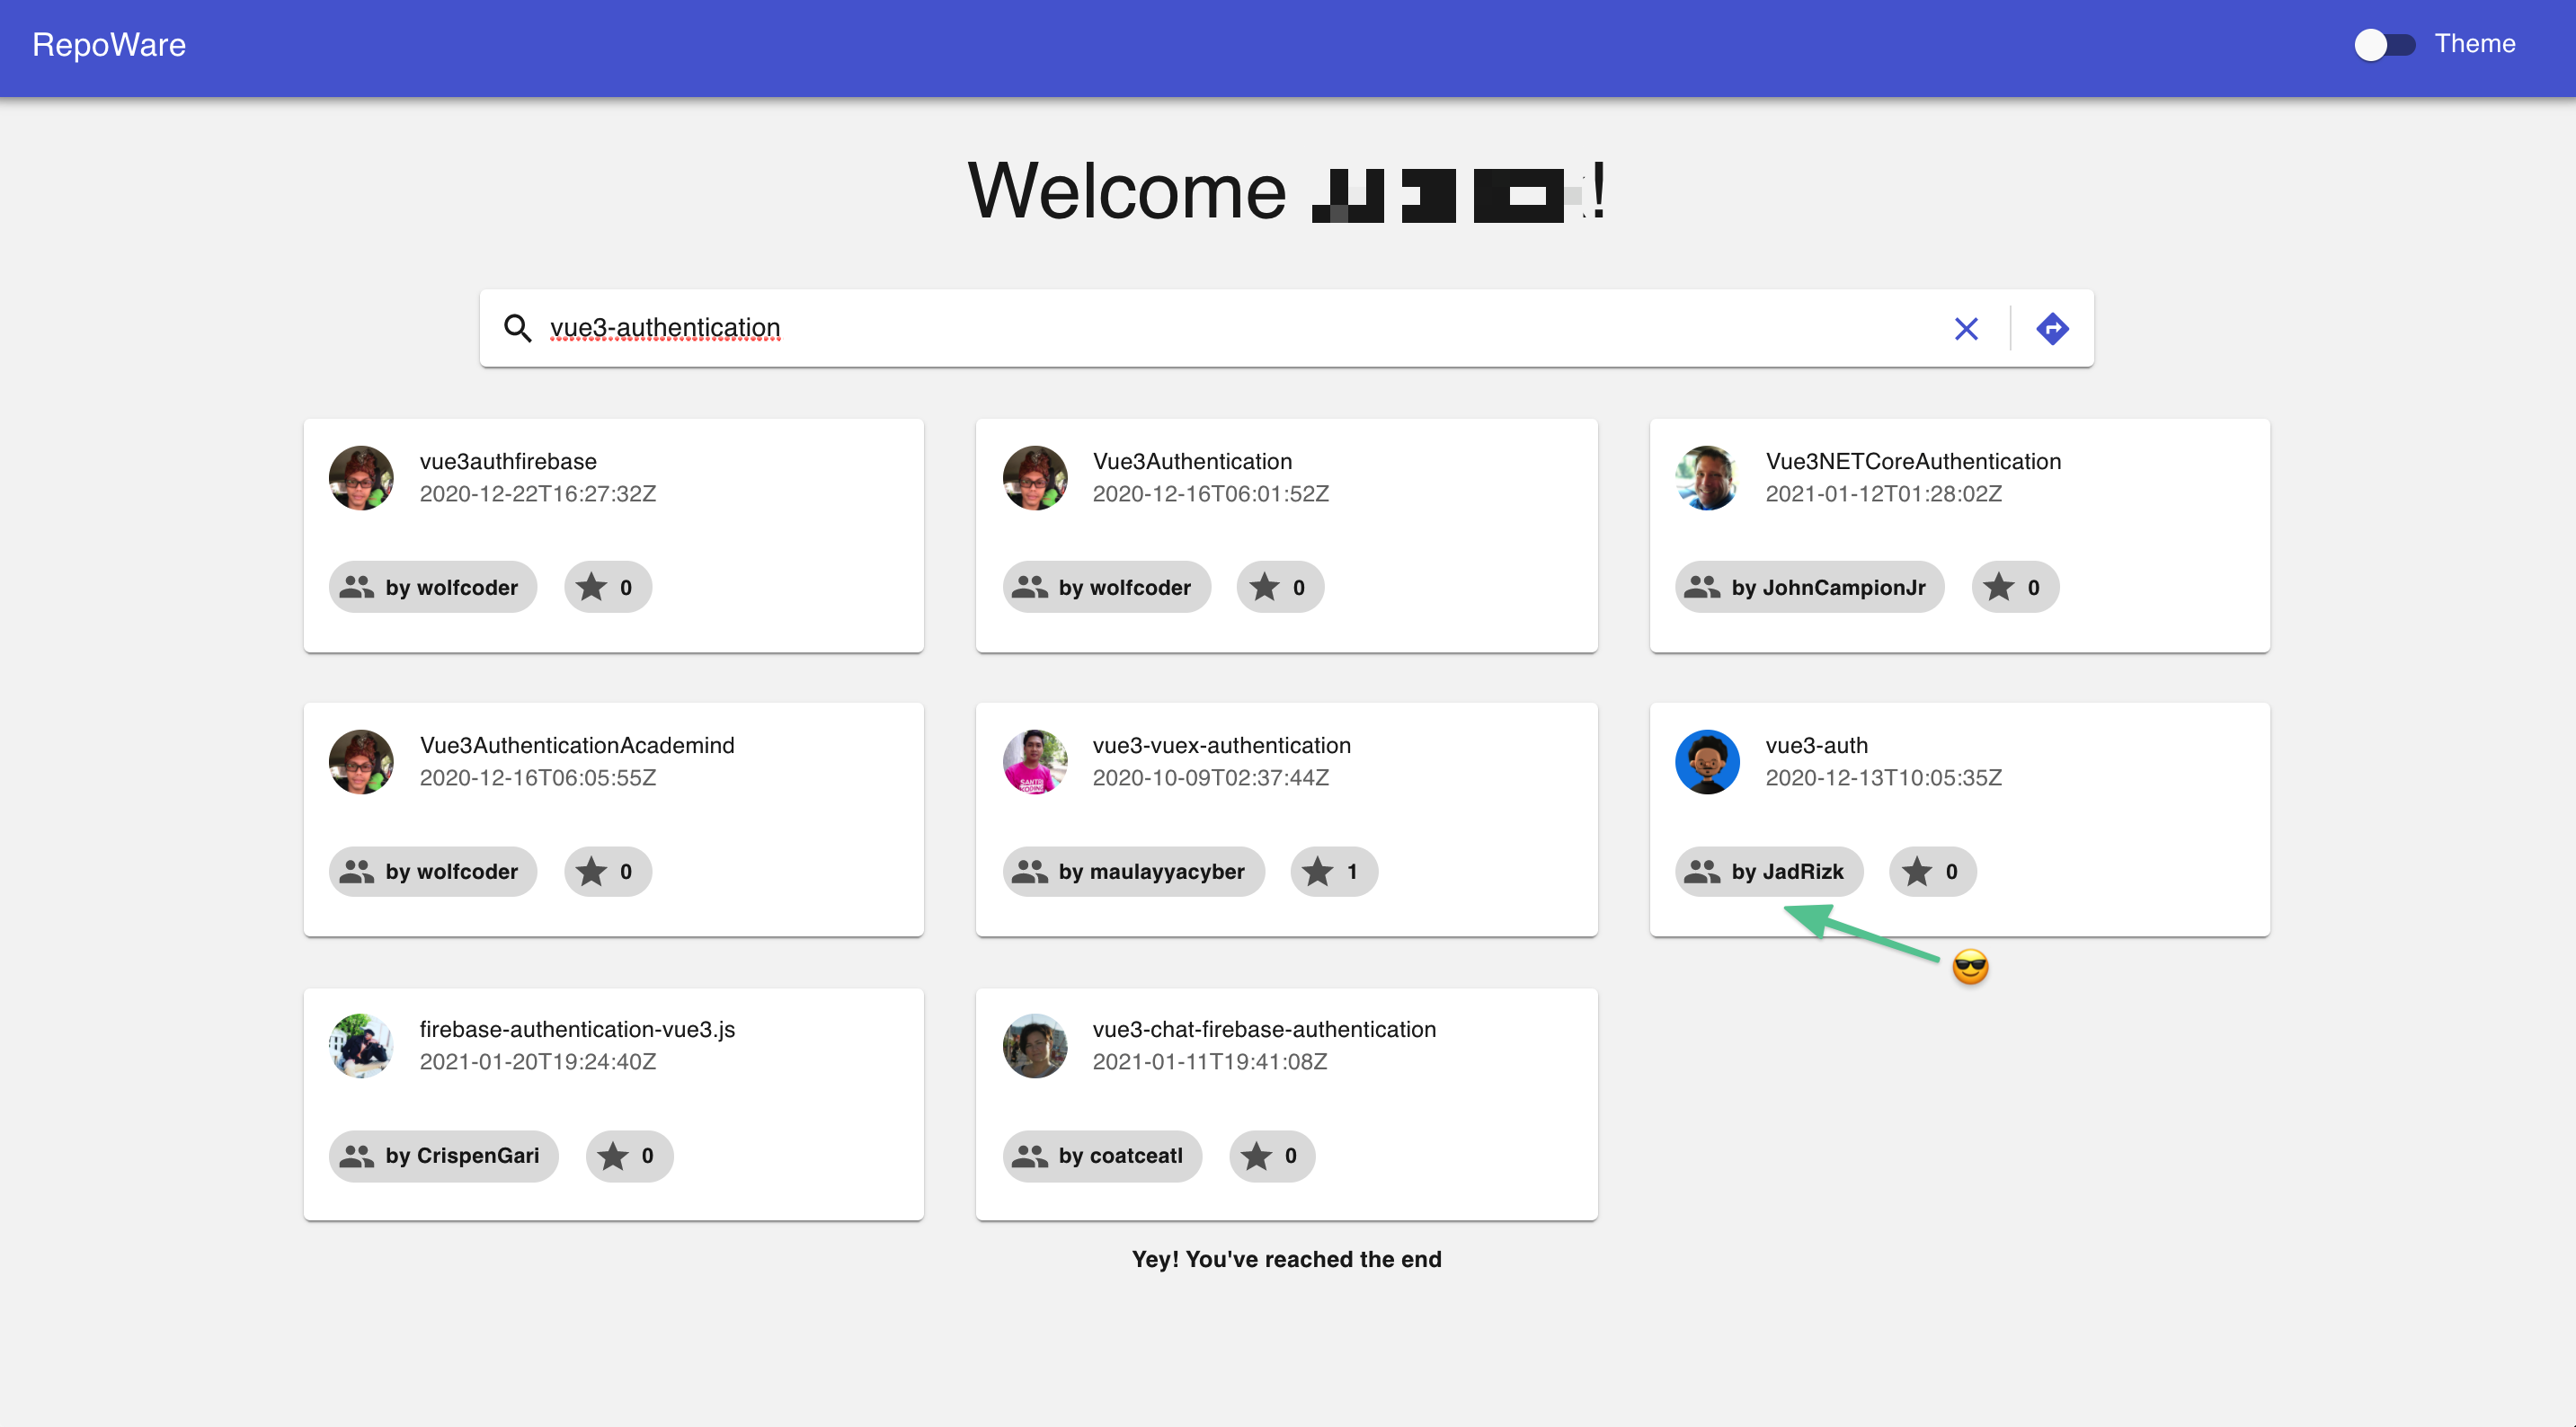 RepoWare
Theme
Welcome !
vue3-authentication
vue3authfirebase
2020-12-22T16:27:32Z
by wolfcoder 0
Vue3Authentication
2020-12-16T06:01:52Z
by wolfcoder 0
Vue3NETCoreAuthentication
2021-01-12T01:28:02Z
by JohnCampionJr 0
Vue3AuthenticationAcademind
2020-12-16T06:05:55Z
by wolfcoder 0
vue3-vuex-authentication
2020-10-09T02:37:44Z
by maulayyacyber 1
vue3-auth
2020-12-13T10:05:35Z
by JadRizk 0
firebase-authentication-vue3.js
2021-01-20T19:24:40Z
by CrispenGari 0
vue3-chat-firebase-authentication
2021-01-11T19:41:08Z
by coatceatl 0
Yey! You've reached the end